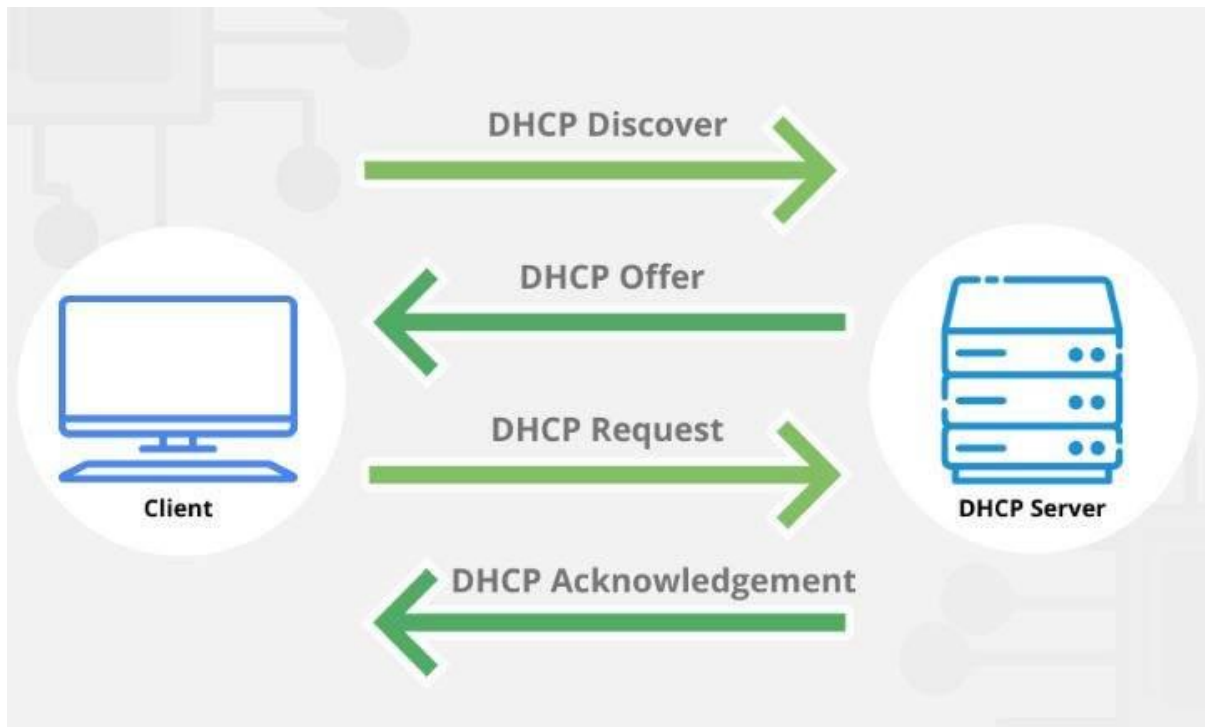 DHCP Discover
DHCP Offer
DHCP Request
Client
DHCP Server
DHCP Acknowledgement